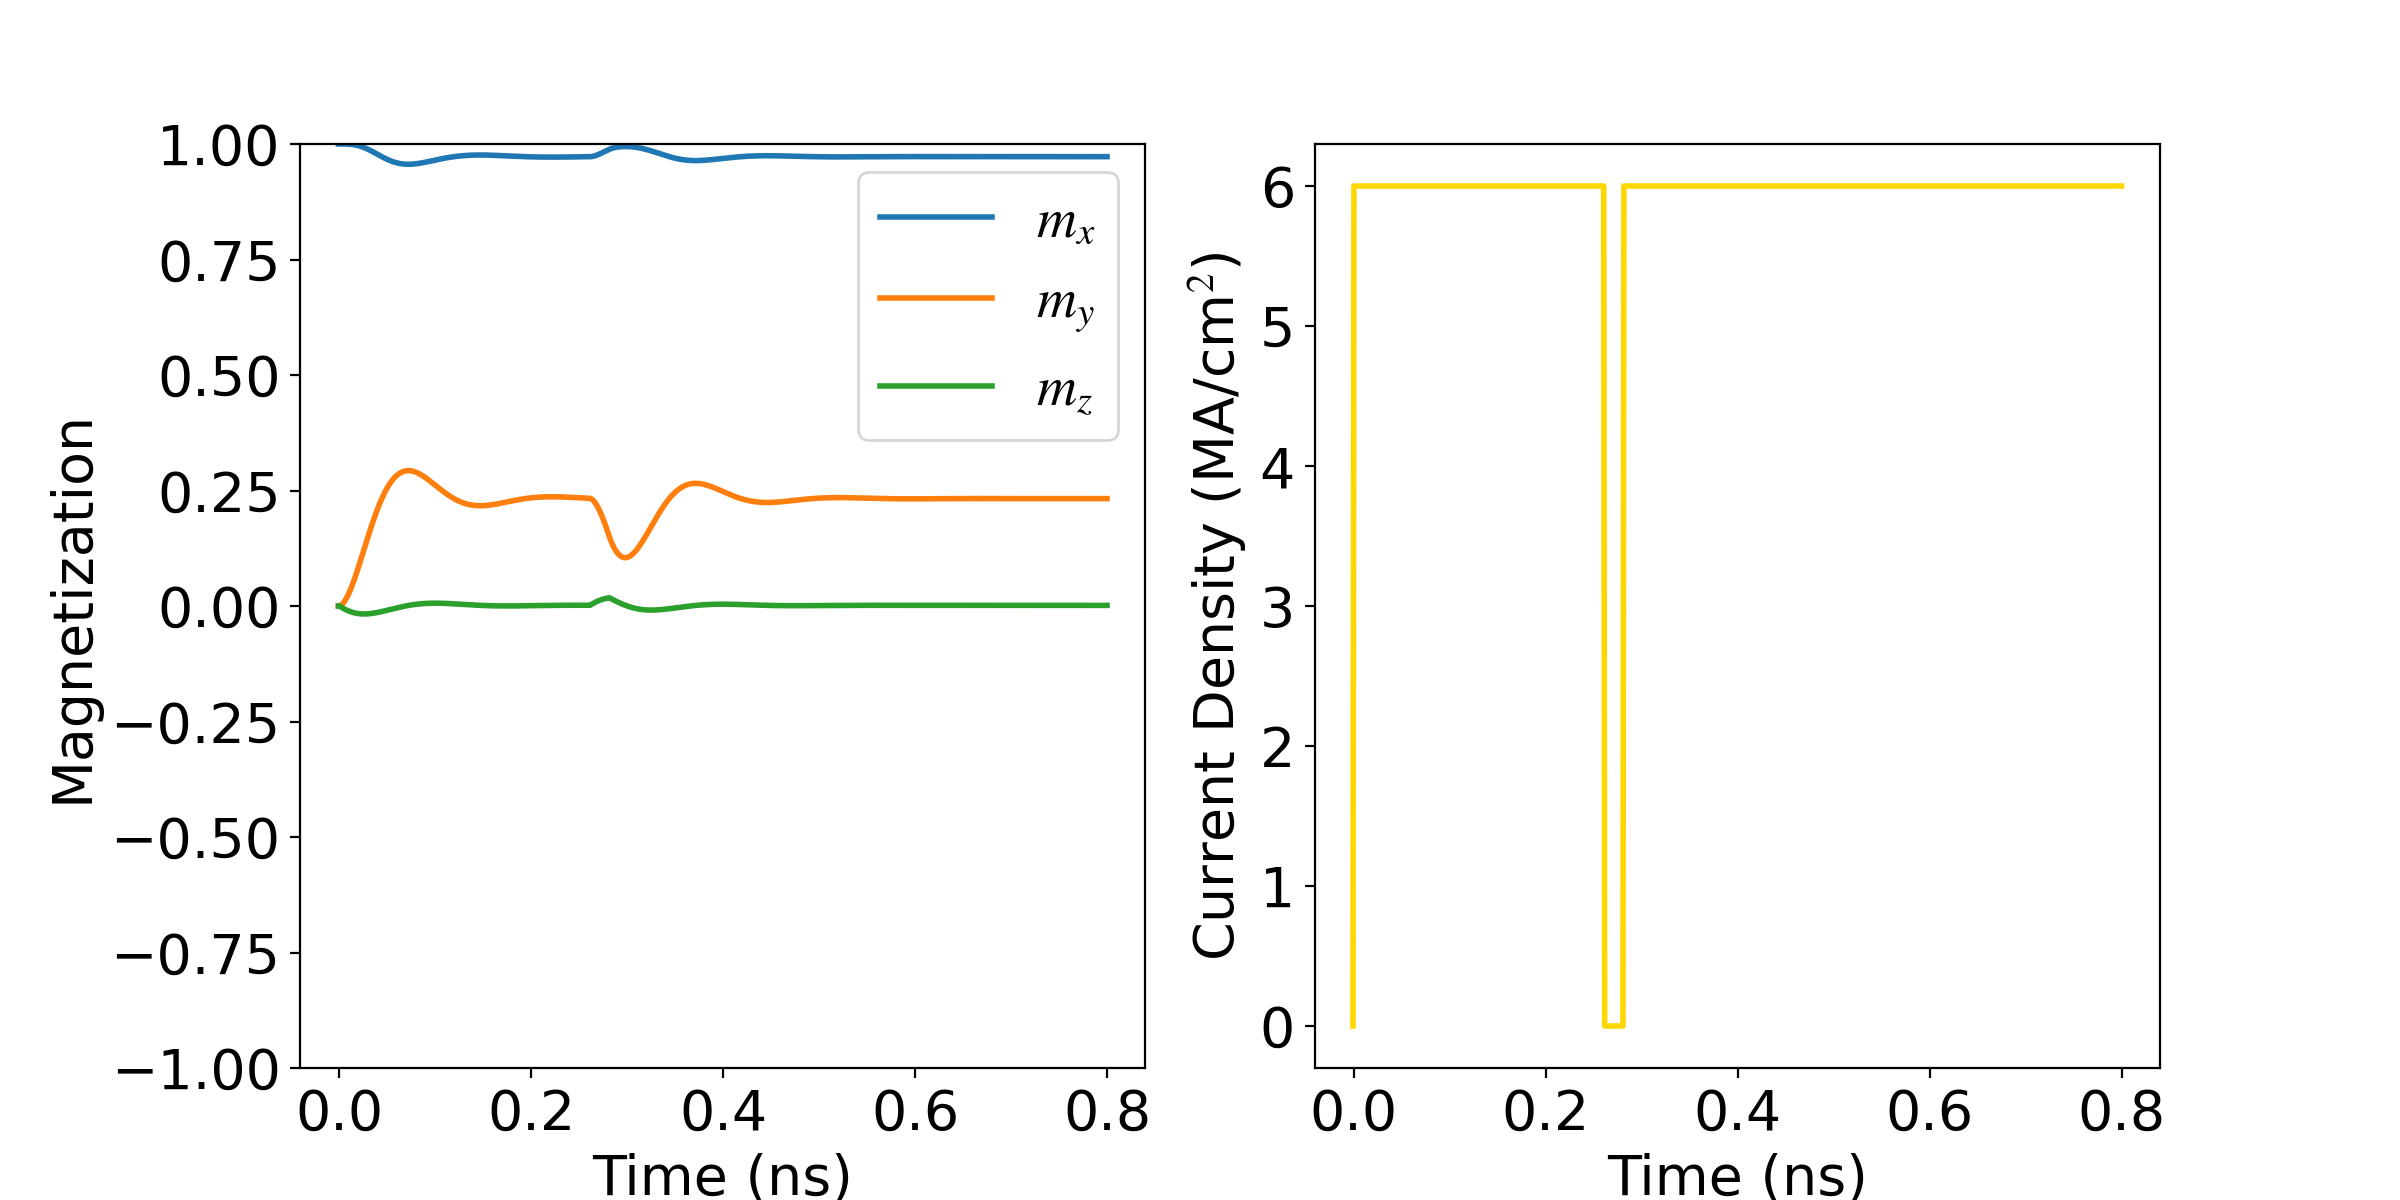 1.00
0.75
0.50
0.25
0.00
−0.25
−0.50
−0.75
−1.00
Magnetization
0.0 0.2 0.4 0.6 0.8
Time (ns)
m_x
m_y
m_z
6
5
4
3
2
1
0
Current Density (MA/cm²)
0.0 0.2 0.4 0.6 0.8
Time (ns)